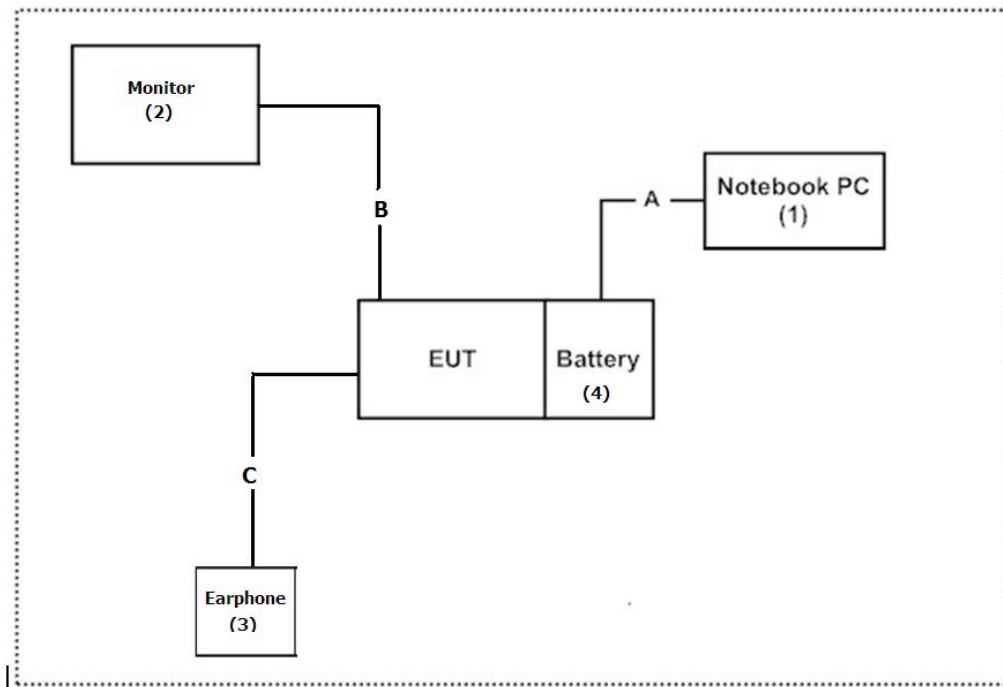 Monitor
(2)
B
A
Notebook PC
(1)
EUT
Battery
(4)
C
Earphone
(3)